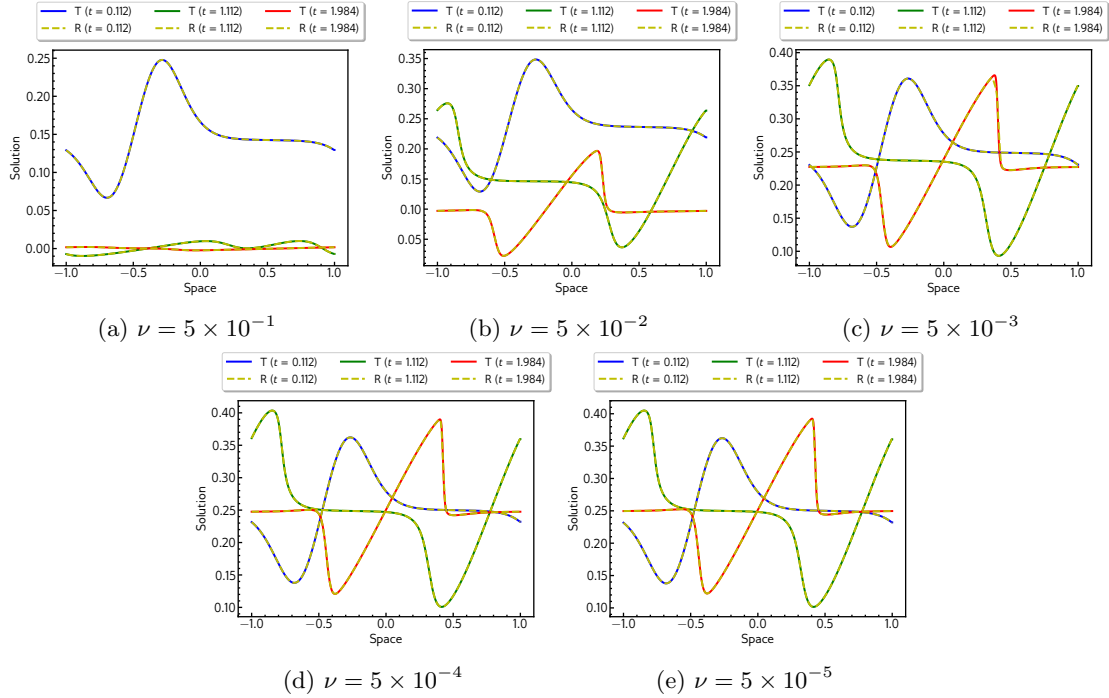 T (t = 0.112) T (t = 1.112) T (t = 1.984)
R (t = 0.112) R (t = 1.112) R (t = 1.984)
0.25
0.20
0.15
0.10
0.05
0.00
Solution
−1.0 −0.5 0.0 0.5 1.0
Space
(a) ν = 5 × 10⁻¹
T (t = 0.112) T (t = 1.112) T (t = 1.984)
R (t = 0.112) R (t = 1.112) R (t = 1.984)
0.35
0.30
0.25
0.20
0.15
0.10
0.05
Solution
−1.0 −0.5 0.0 0.5 1.0
Space
(b) ν = 5 × 10⁻²
T (t = 0.112) T (t = 1.112) T (t = 1.984)
R (t = 0.112) R (t = 1.112) R (t = 1.984)
0.40
0.35
0.30
0.25
0.20
0.15
0.10
Solution
−1.0 −0.5 0.0 0.5 1.0
Space
(c) ν = 5 × 10⁻³
T (t = 0.112) T (t = 1.112) T (t = 1.984)
R (t = 0.112) R (t = 1.112) R (t = 1.984)
0.40
0.35
0.30
0.25
0.20
0.15
0.10
Solution
−1.0 −0.5 0.0 0.5 1.0
Space
(d) ν = 5 × 10⁻⁴
T (t = 0.112) T (t = 1.112) T (t = 1.984)
R (t = 0.112) R (t = 1.112) R (t = 1.984)
0.40
0.35
0.30
0.25
0.20
0.15
0.10
Solution
−1.0 −0.5 0.0 0.5 1.0
Space
(e) ν = 5 × 10⁻⁵